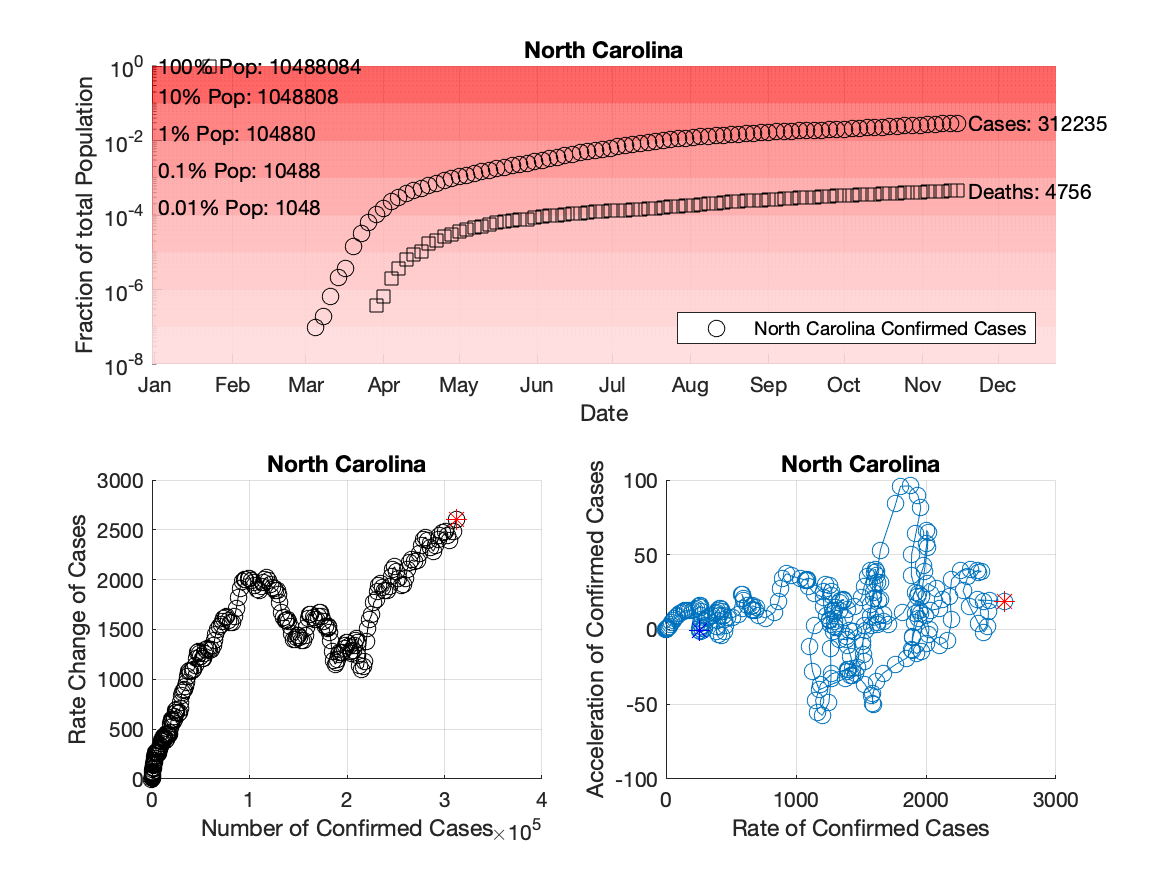 North Carolina
10^0
10^-2
10^-4
10^-6
10^-8
Fraction of total Population
100% Pop: 10488084
10% Pop: 1048808
1% Pop: 104880
0.1% Pop: 10488
0.01% Pop: 1048
Cases: 312235
Deaths: 4756
North Carolina Confirmed Cases
Jan Feb Mar Apr May Jun Jul Aug Sep Oct Nov Dec
Date
North Carolina
3000
2500
2000
1500
1000
500
0
Rate Change of Cases
0 1 2 3 4
×10^5
Number of Confirmed Cases
North Carolina
100
50
0
-50
-100
Acceleration of Confirmed Cases
0 1000 2000 3000
Rate of Confirmed Cases